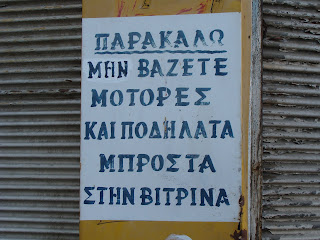 ΠΑΡΑΚΑΛΩ
ΜΗΝ ΒΑΖΕΤΕ
ΜΟΤΟΡΕΣ
ΚΑΙ ΠΟΔΗΛΑΤΑ
ΜΠΡΟΣΤΑ
ΣΤΗΝ ΒΙΤΡΙΝΑ